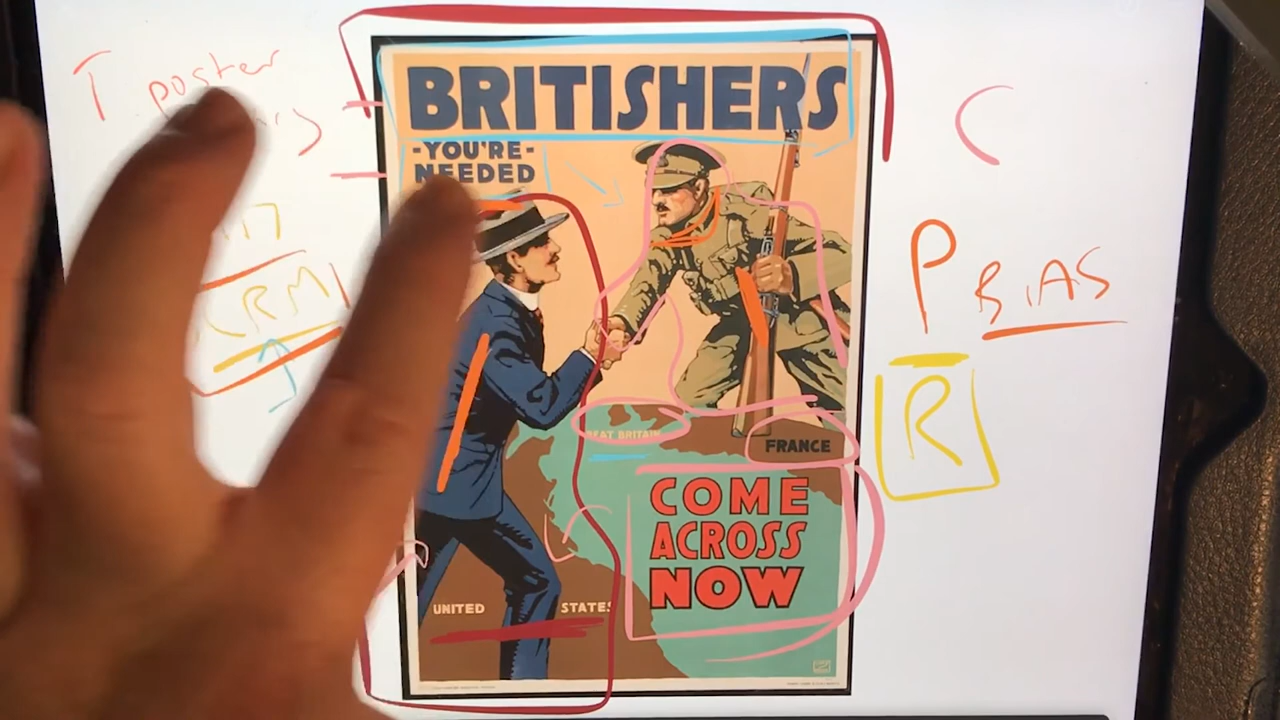 T poster
BRITISHERS
-YOU'RE-
NEEDED
C
P BIAS
R
GREAT BRITAIN
FRANCE
COME
ACROSS
NOW
UNITED STATES